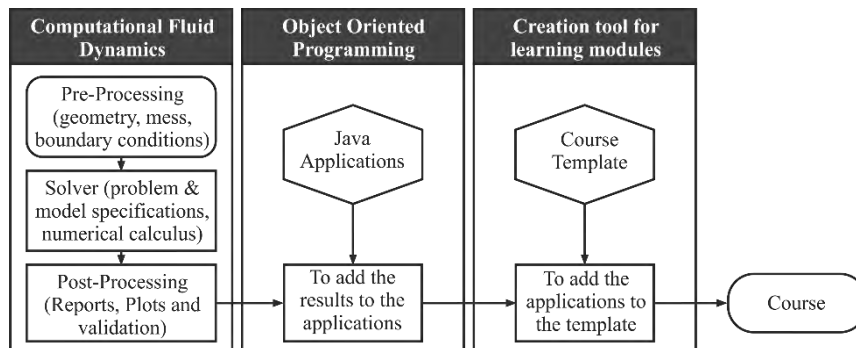 Computational Fluid
Dynamics
Pre-Processing
(geometry, mess,
boundary conditions)
Solver (problem &
model specifications,
numerical calculus)
Post-Processing
(Reports, Plots and
validation)
Object Oriented
Programming
Java
Applications
To add the
results to the
applications
Creation tool for
learning modules
Course
Template
To add the
applications to
the template
Course